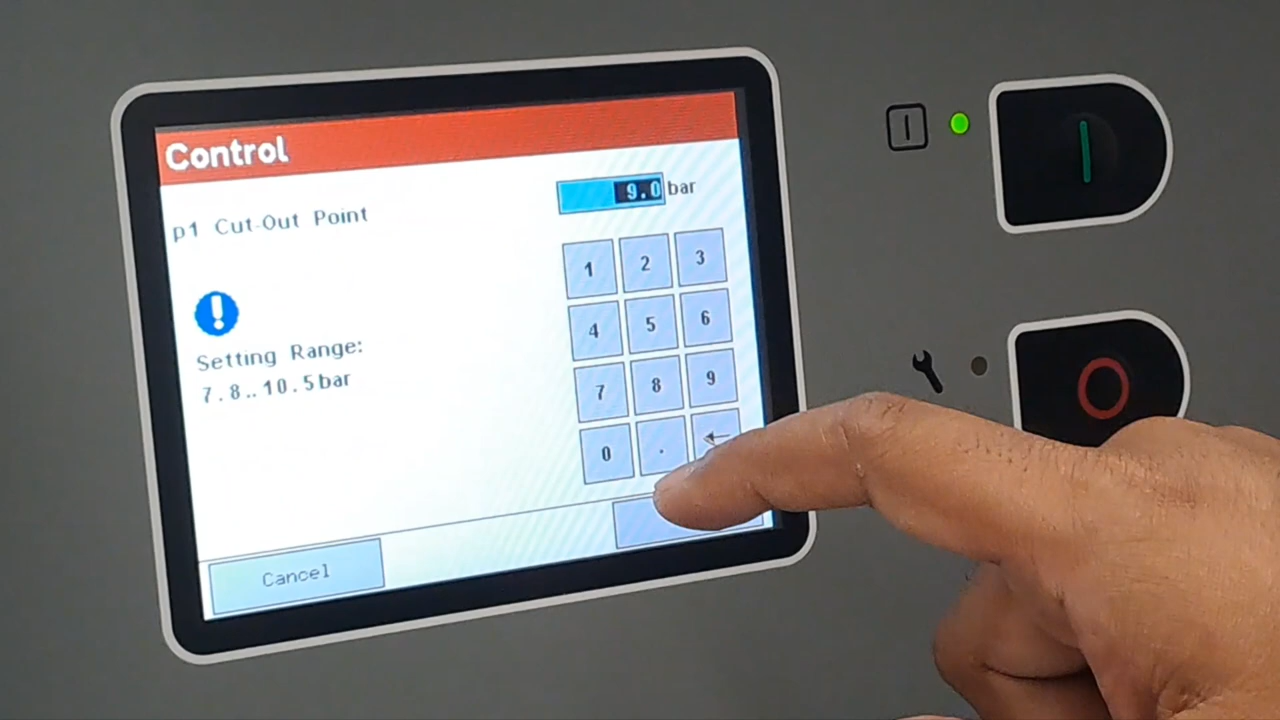 Control
p1 Cut-Out Point
9.0 bar
Setting Range:
7.8..10.5bar
1 2 3
4 5 6
7 8 9
0 . ←
Cancel